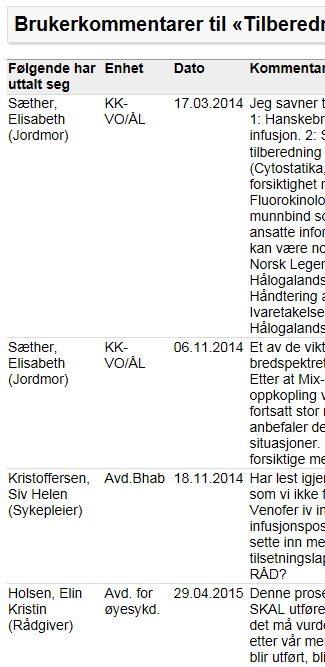 Brukerkommentarer til «Tilberedn
Følgende har uttalt seg Enhet Dato Kommentar
Sæther, Elisabeth (Jordmor) KK-VO/ÅL 17.03.2014 Jeg savner
1: Hanskebr
infusjon. 2: S
tilberedning
(Cytostatika,
forsiktighet
Fluorokinolo
munnbind so
ansatte infor
kan være no
Norsk Leger
Hålogalands
Håndtering a
Ivaretakelse
Hålogalands
Sæther, Elisabeth (Jordmor) KK-VO/ÅL 06.11.2014 Et av de vikt
bredspektret
Etter at Mix-
oppkopling v
fortsatt stor
anbefaler de
situasjoner.
forsiktige me
Kristoffersen, Siv Helen (Sykepleier) Avd.Bhab 18.11.2014 Har lest igje
som vi ikke f
Venofer iv in
infusjonspos
sette inn me
tilsetningslap
RÅD?
Holsen, Elin Kristin (Rådgiver) Avd. for øyesykd. 29.04.2015 Denne prose
SKAL utføre
det må vurde
etter vår mer
blir utført, bli